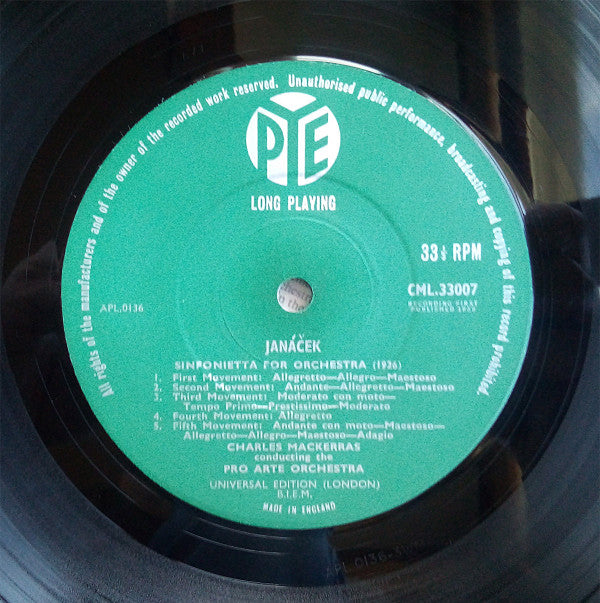 All rights of the manufacturers and of the owner of the recorded work reserved. Unauthorised public performance, broadcasting and copying of this record prohibited.
PYE
LONG PLAYING
33⅓ RPM
CML.33007
RECORDING FIRST
PUBLISHED 1959
APL.0136
JANÁČEK
SINFONIETTA FOR ORCHESTRA (1926)
1. First Movement: Allegretto—Allegro—Maestoso
2. Second Movement: Andante—Allegretto—Maestoso
3. Third Movement: Moderato con moto—
Tempo Primo—Prestissimo—Moderato
4. Fourth Movement: Allegretto
5. Fifth Movement: Andante con moto—Maestoso—
Allegretto—Allegro—Maestoso—Adagio
CHARLES MACKERRAS
conducting the
PRO ARTE ORCHESTRA
UNIVERSAL EDITION (LONDON)
B.I.E.M.
MADE IN ENGLAND